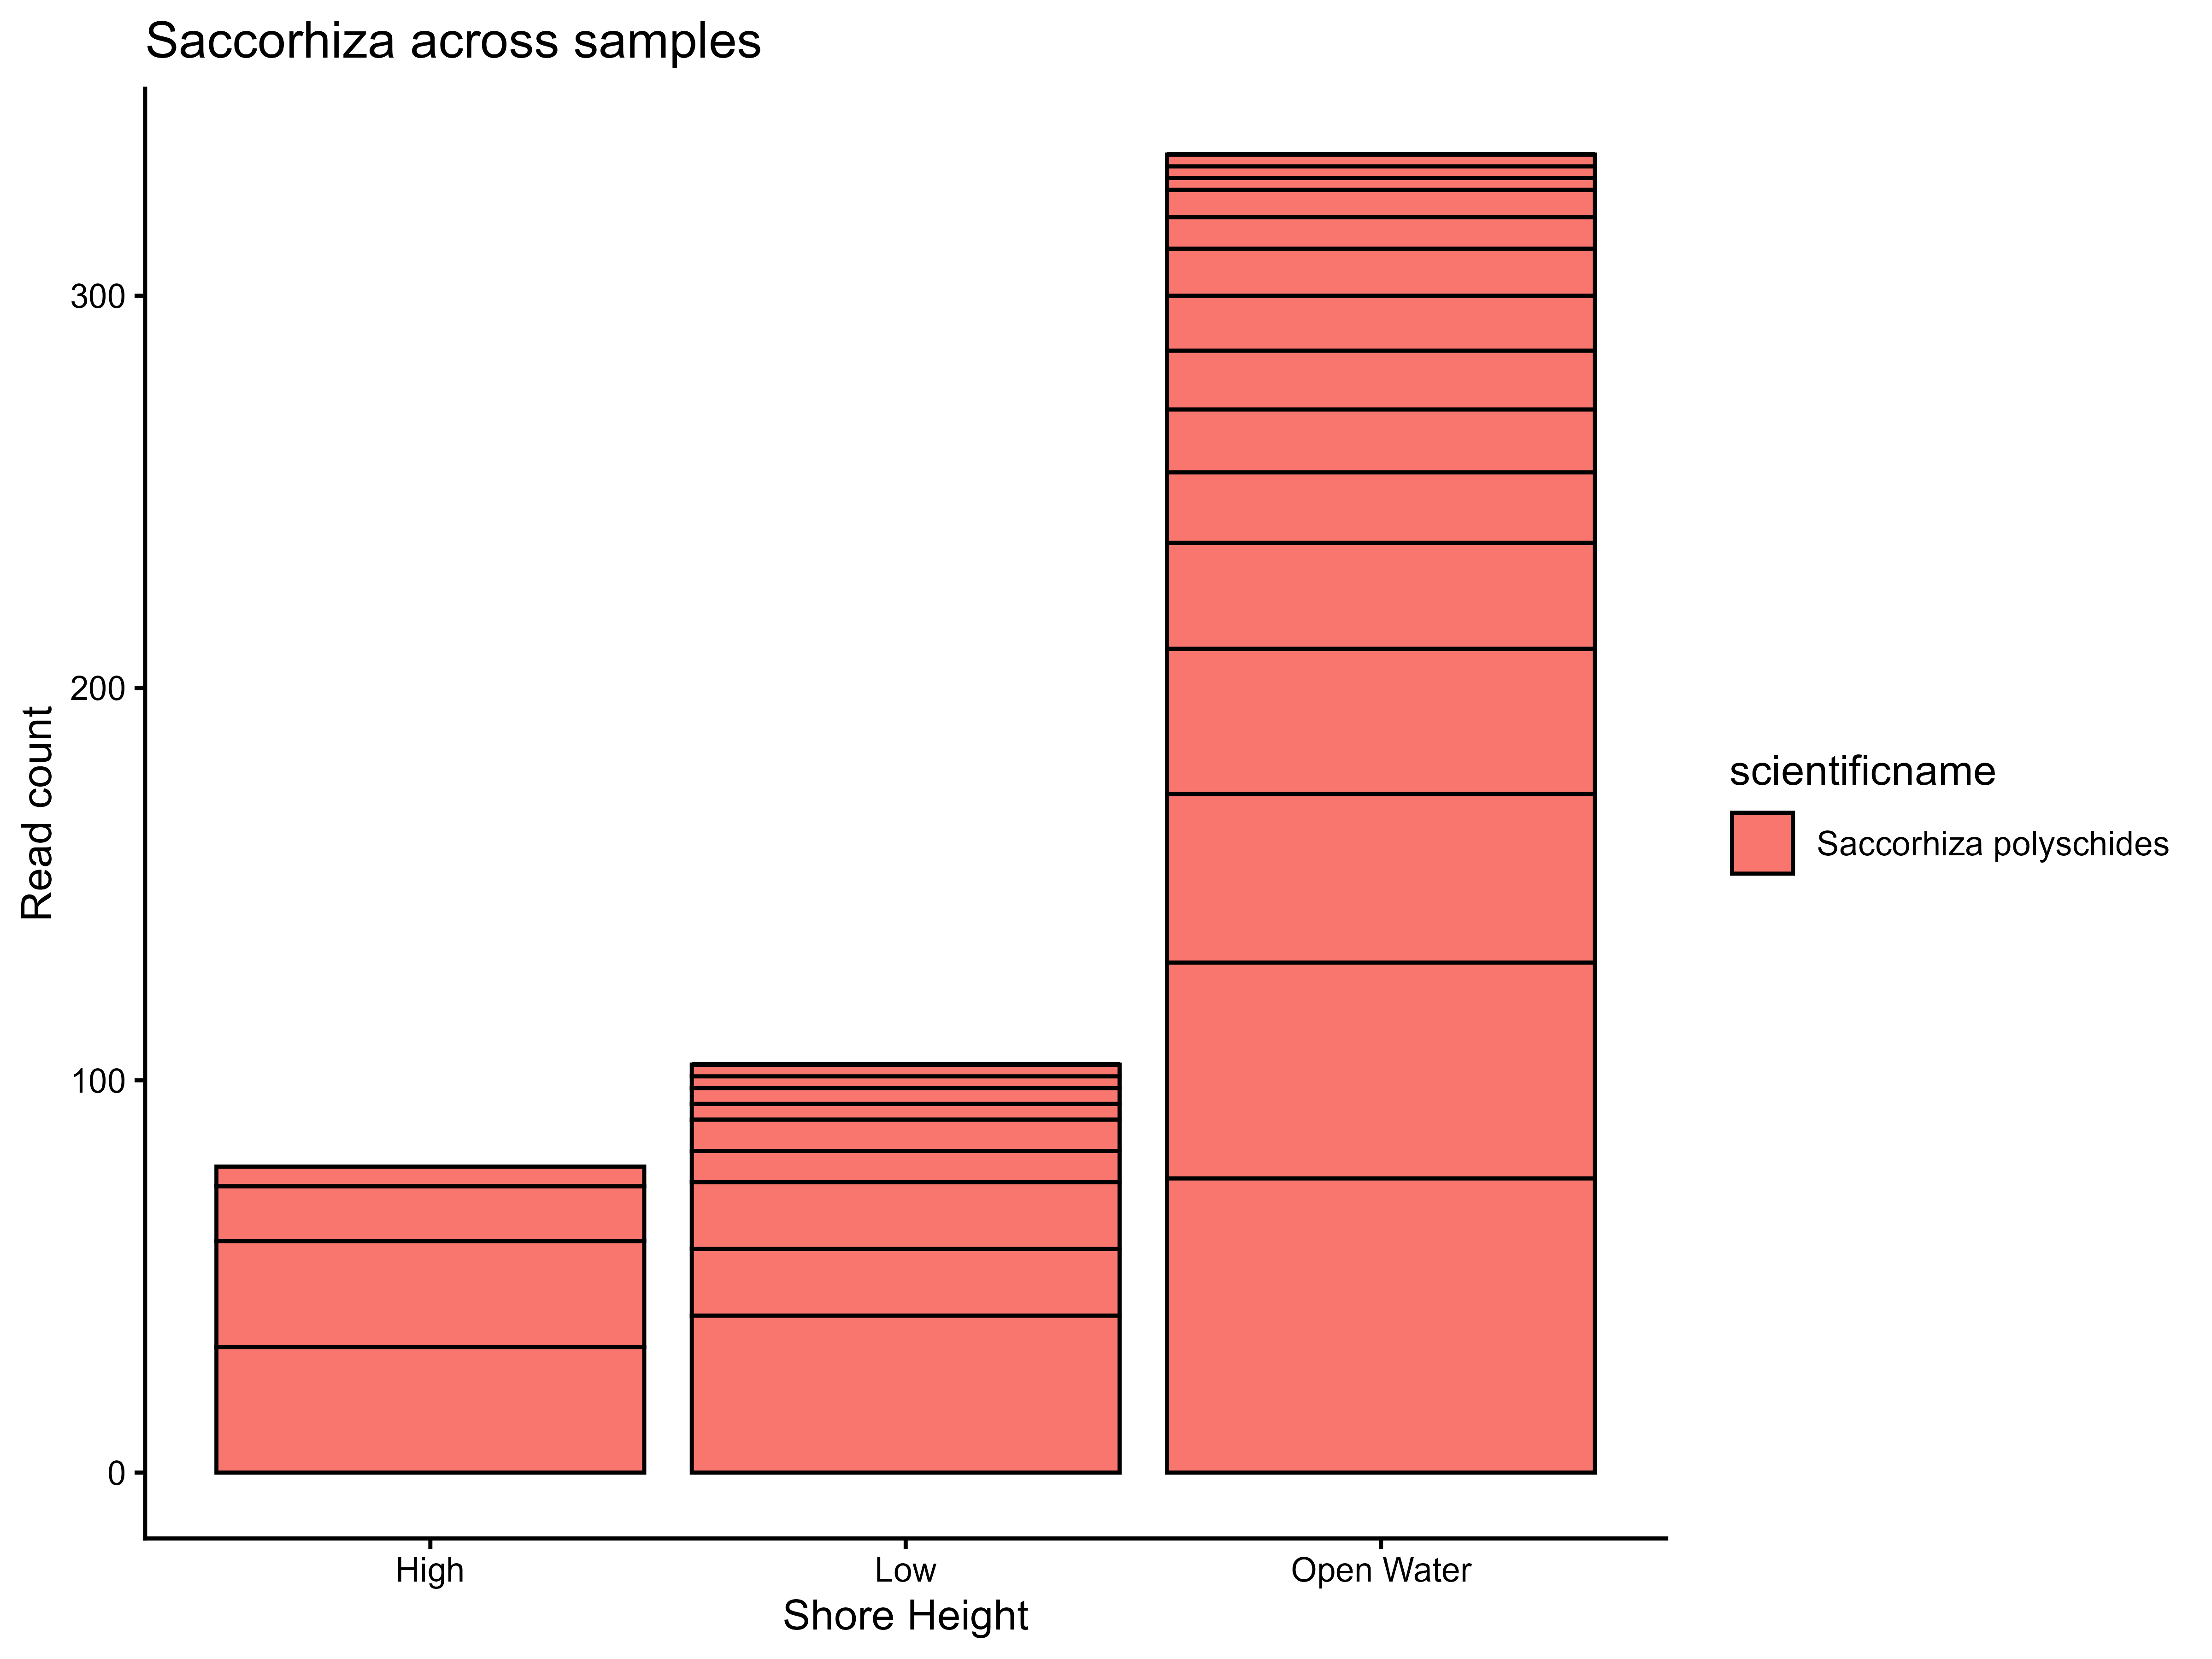 Saccorhiza across samples
Read count
300
200
100
0
High
Low
Open Water
Shore Height
scientificname
Saccorhiza polyschides